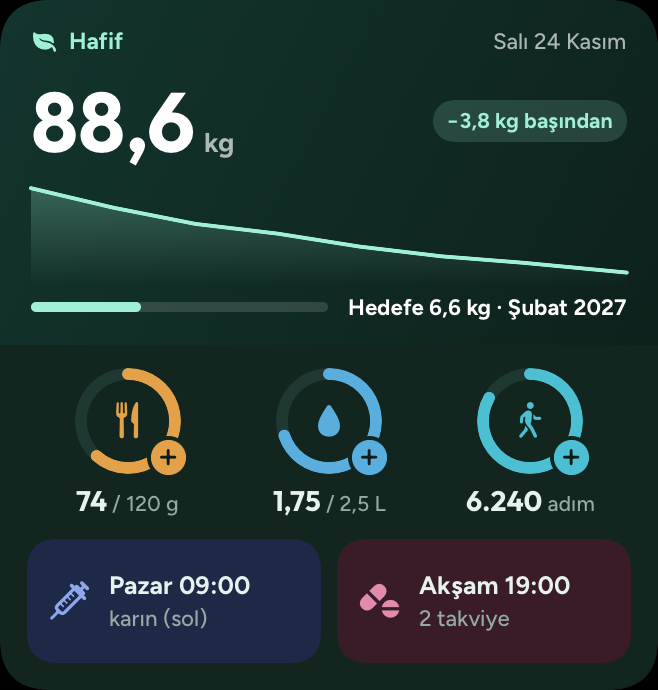 Hafif
Salı 24 Kasım
88,6 kg
−3,8 kg başından
Hedefe 6,6 kg · Şubat 2027
74 / 120 g
1,75 / 2,5 L
6.240 adım
Pazar 09:00
karın (sol)
Akşam 19:00
2 takviye